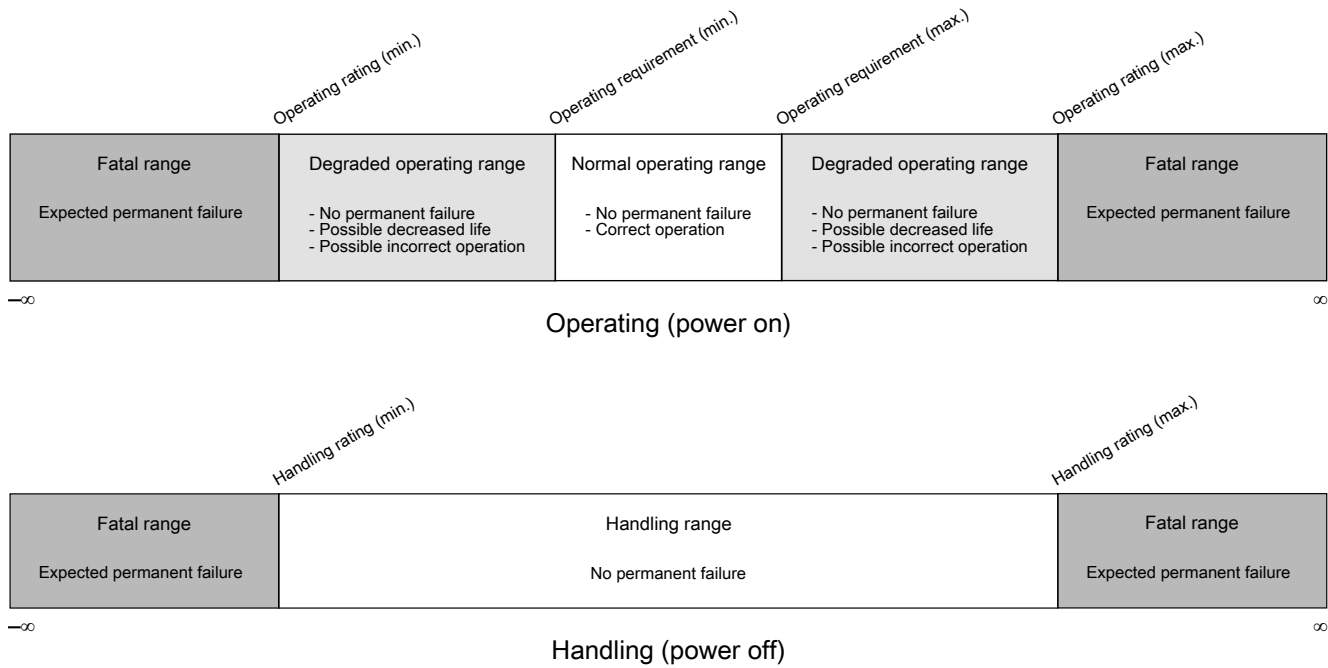 Operating rating (min.)
Operating requirement (min.)
Operating requirement (max.)
Operating rating (max.)
Fatal range
Expected permanent failure
Degraded operating range
- No permanent failure
- Possible decreased life
- Possible incorrect operation
Normal operating range
- No permanent failure
- Correct operation
Degraded operating range
- No permanent failure
- Possible decreased life
- Possible incorrect operation
Fatal range
Expected permanent failure
–∞
∞
Operating (power on)
Handling rating (min.)
Handling rating (max.)
Fatal range
Expected permanent failure
Handling range
No permanent failure
Fatal range
Expected permanent failure
–∞
∞
Handling (power off)